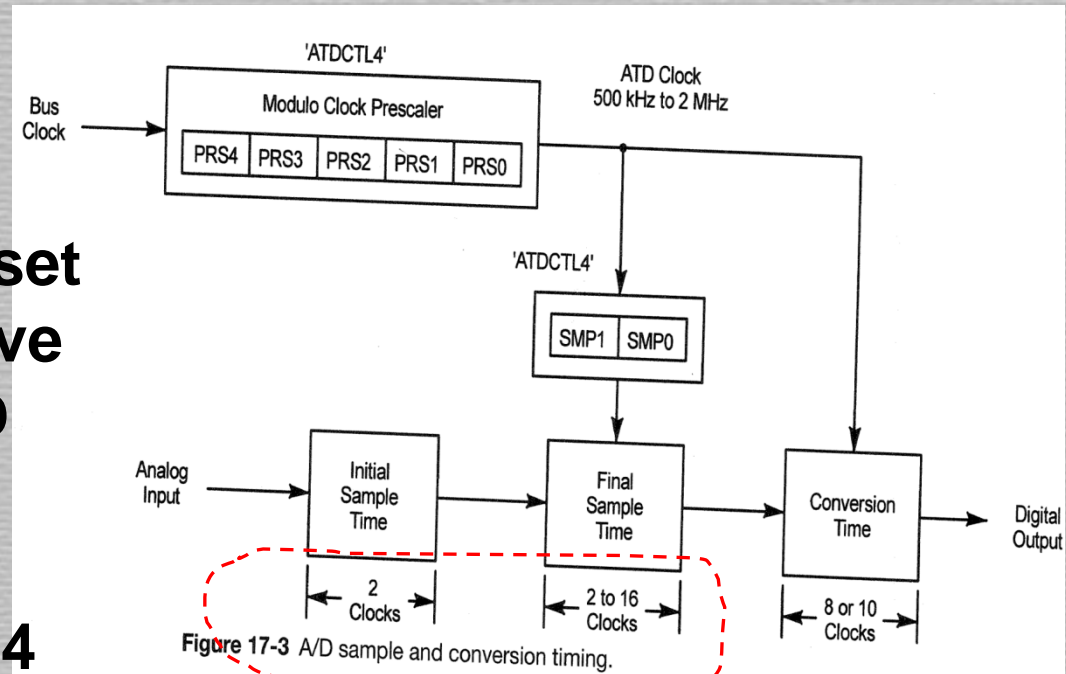 'ATDCTL4'
ATD Clock
500 kHz to 2 MHz
Bus
Clock
Modulo Clock Prescaler
PRS4 PRS3 PRS2 PRS1 PRS0
set
ve
'ATDCTL4'
SMP1 SMP0
Analog
Input
Initial
Sample
Time
Final
Sample
Time
Conversion
Time
Digital
Output
2
Clocks
2 to 16
Clocks
8 or 10
Clocks
4
Figure 17-3 A/D sample and conversion timing.